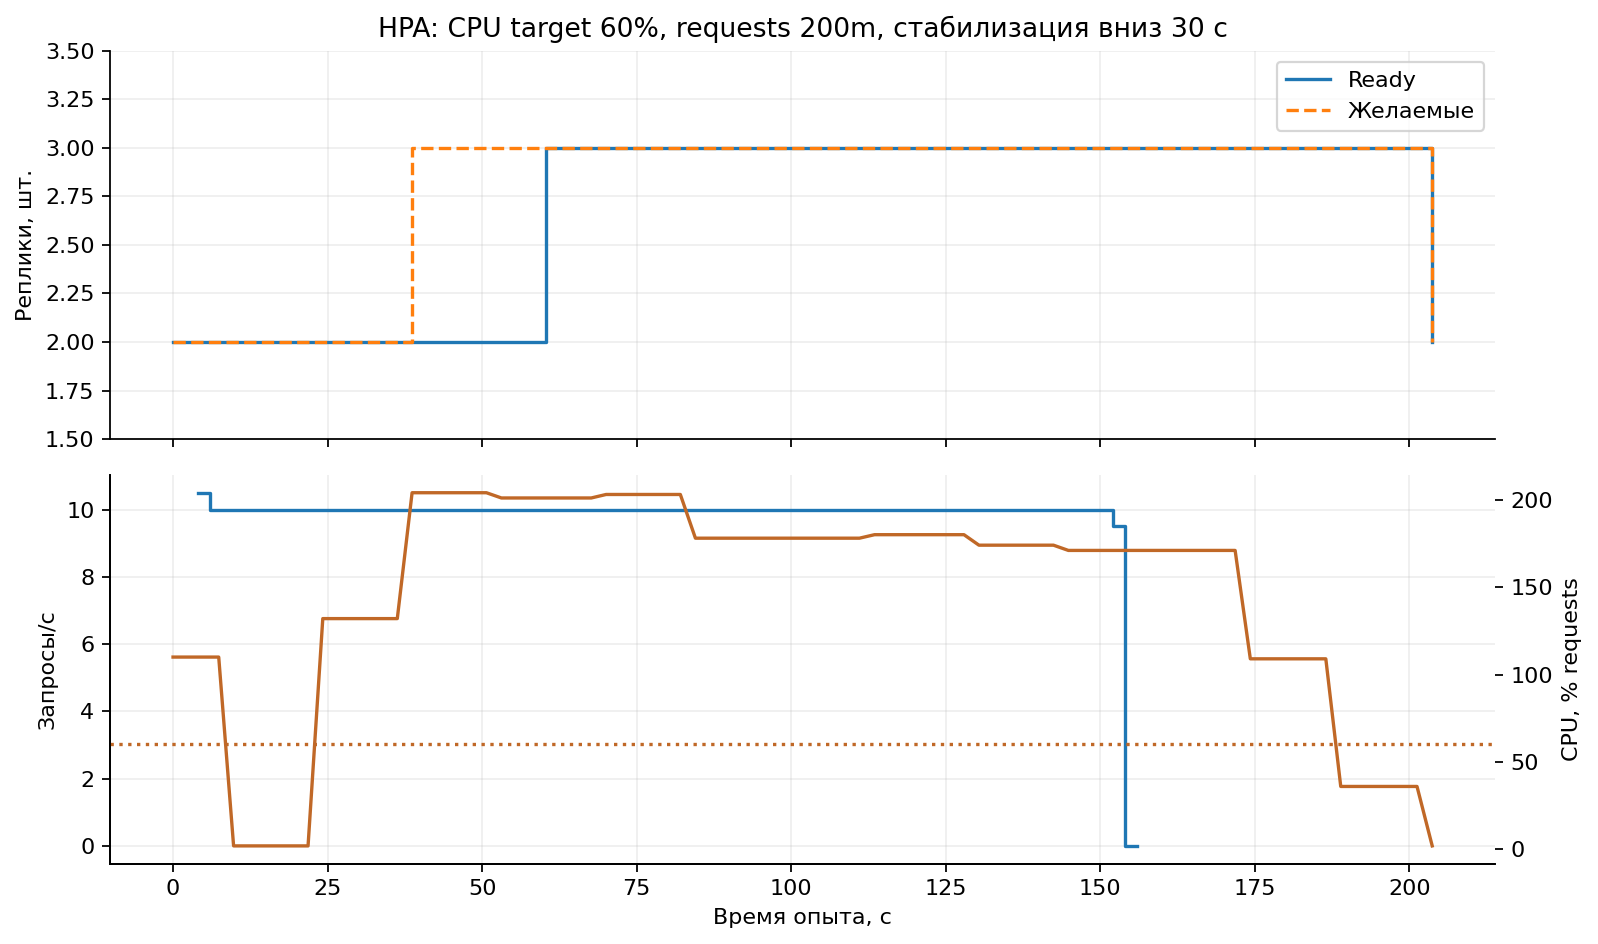 HPA: CPU target 60%, requests 200m, стабилизация вниз 30 с
Реплики, шт.
3.50
3.25
3.00
2.75
2.50
2.25
2.00
1.75
1.50
Ready
Желаемые
Запросы/с
10
8
6
4
2
0
CPU, % requests
200
150
100
50
0
0 25 50 75 100 125 150 175 200
Время опыта, с